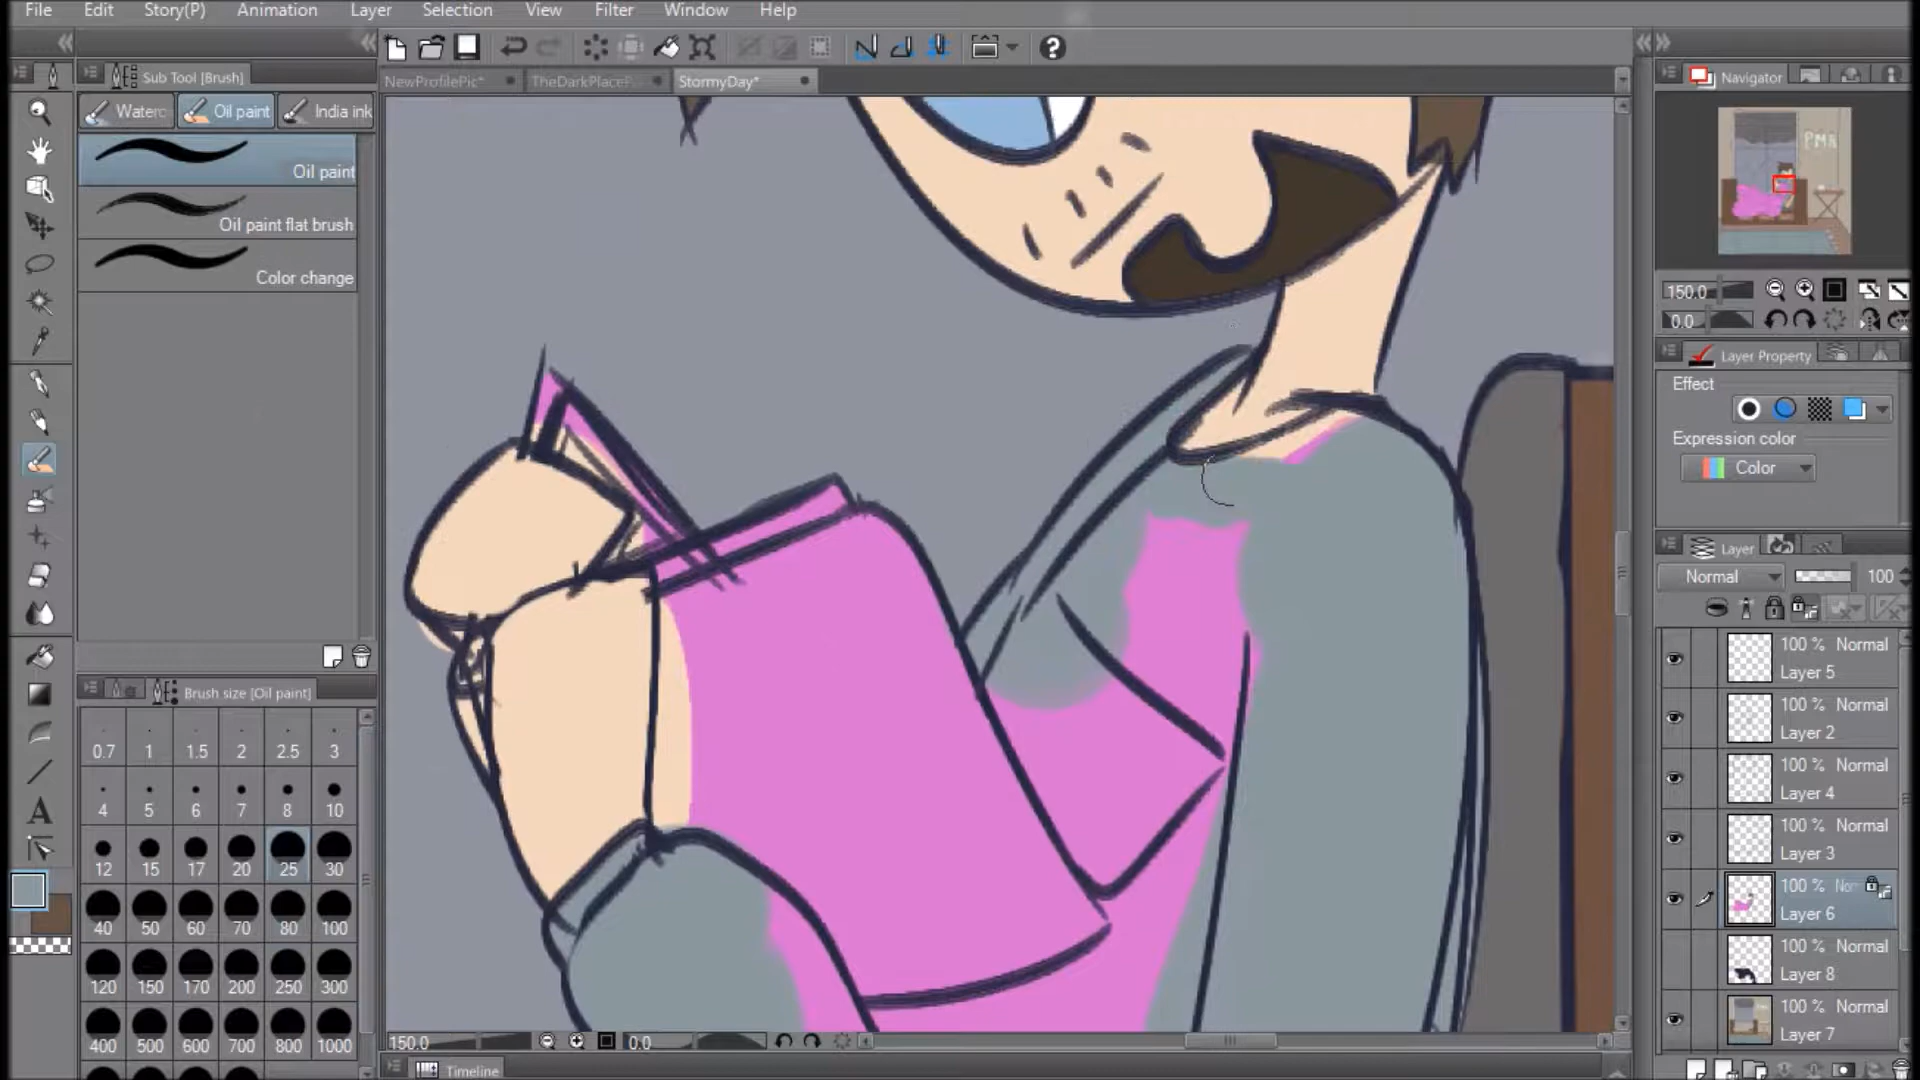 File Edit Story(P) Animation Layer Selection View Filter Window Help
Sub Tool [Brush]
NewProfilePic*
StormyDay*
Navigator
Oil paint India ink
Oil paint
Oil paint flat brush
Color change
PMA
150.0
0.0
Layer Property
Effect
Expression color
Color
Layer
Normal 100
100 % Normal
Layer 5
100 % Normal
Layer 2
100 % Normal
Layer 4
100 % Normal
Layer 3
100 %
Layer 6
100 % Normal
Layer 8
100 % Normal
Layer 7
Brush size [Oil paint]
0.7 1 1.5 2 2.5 3
4 5 6 7 8 10
12 15 17 20 25 30
40 50 60 70 80 100
120 150 170 200 250 300
400 500 600 700 800 1000
150.0 0.0
Timeline